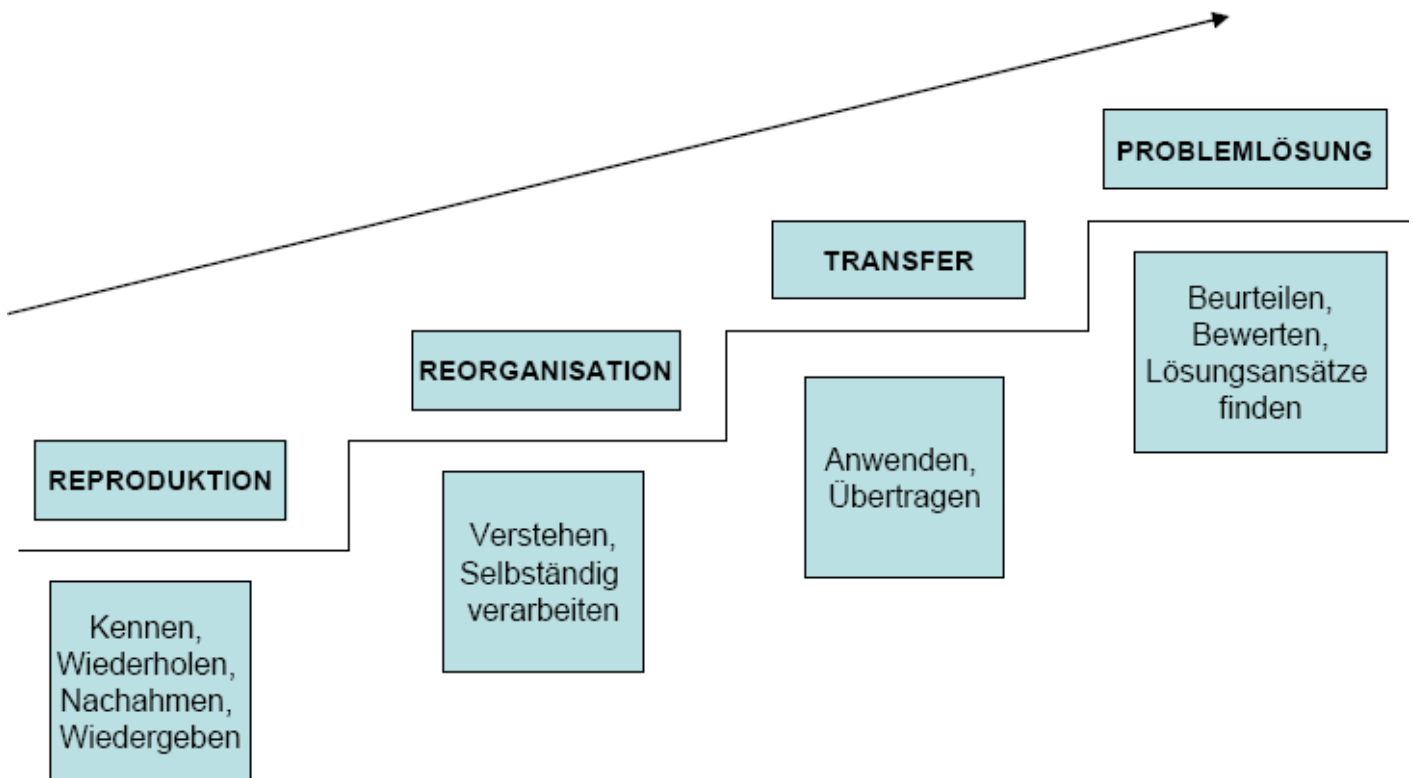 REPRODUKTION
Kennen,
Wiederholen,
Nachahmen,
Wiedergeben
REORGANISATION
Verstehen,
Selbständig
verarbeiten
TRANSFER
Anwenden,
Übertragen
PROBLEMLÖSUNG
Beurteilen,
Bewerten,
Lösungsansätze
finden